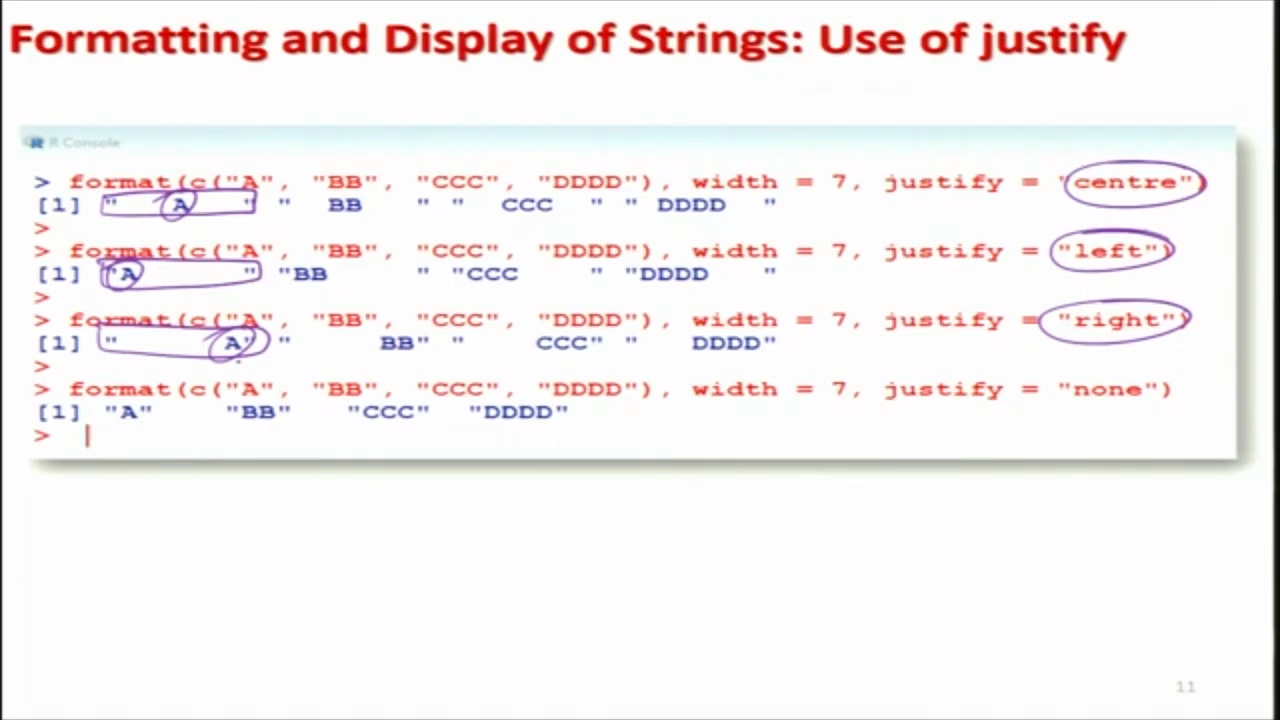 Formatting and Display of Strings: Use of justify
R Console
> format(c("A", "BB", "CCC", "DDDD"), width = 7, justify = "centre")
[1] "   A   " "  BB   " "  CCC  " " DDDD  "
>
> format(c("A", "BB", "CCC", "DDDD"), width = 7, justify = "left")
[1] "A      " "BB     " "CCC    " "DDDD   "
>
> format(c("A", "BB", "CCC", "DDDD"), width = 7, justify = "right")
[1] "      A" "     BB" "    CCC" "   DDDD"
>
> format(c("A", "BB", "CCC", "DDDD"), width = 7, justify = "none")
[1] "A"    "BB"   "CCC"  "DDDD"
>
11